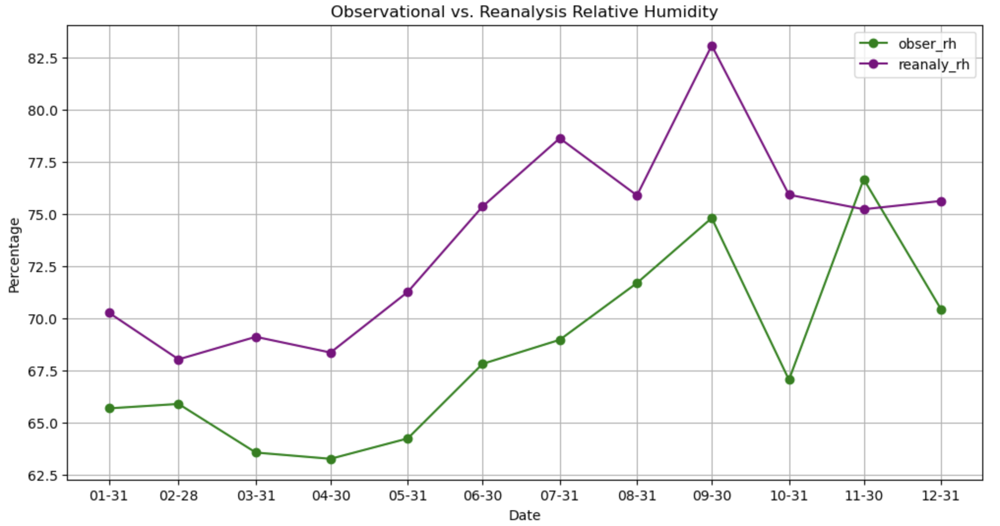 Observational vs. Reanalysis Relative Humidity
obser_rh
reanaly_rh
82.5
80.0
77.5
75.0
72.5
70.0
67.5
65.0
62.5
Percentage
01-31 02-28 03-31 04-30 05-31 06-30 07-31 08-31 09-30 10-31 11-30 12-31
Date